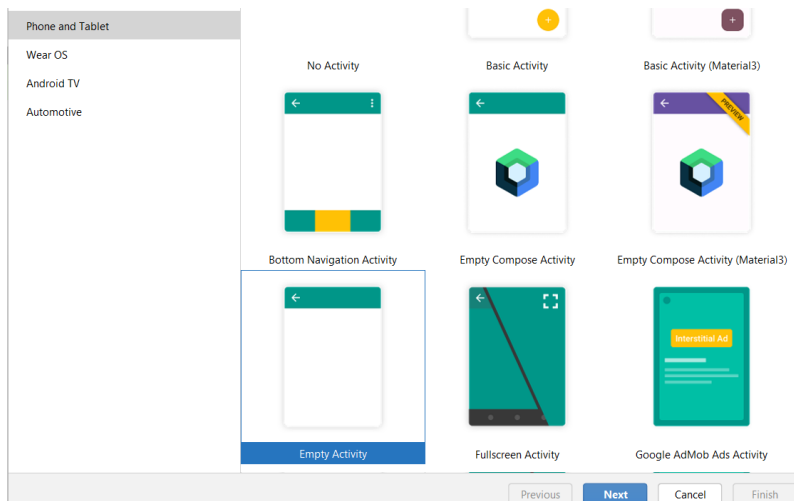 Phone and Tablet
Wear OS
Android TV
Automotive
No Activity
Basic Activity
Basic Activity (Material3)
PREVIEW
Bottom Navigation Activity
Empty Compose Activity
Empty Compose Activity (Material3)
Interstitial Ad
Empty Activity
Fullscreen Activity
Google AdMob Ads Activity
Previous
Next
Cancel
Finish